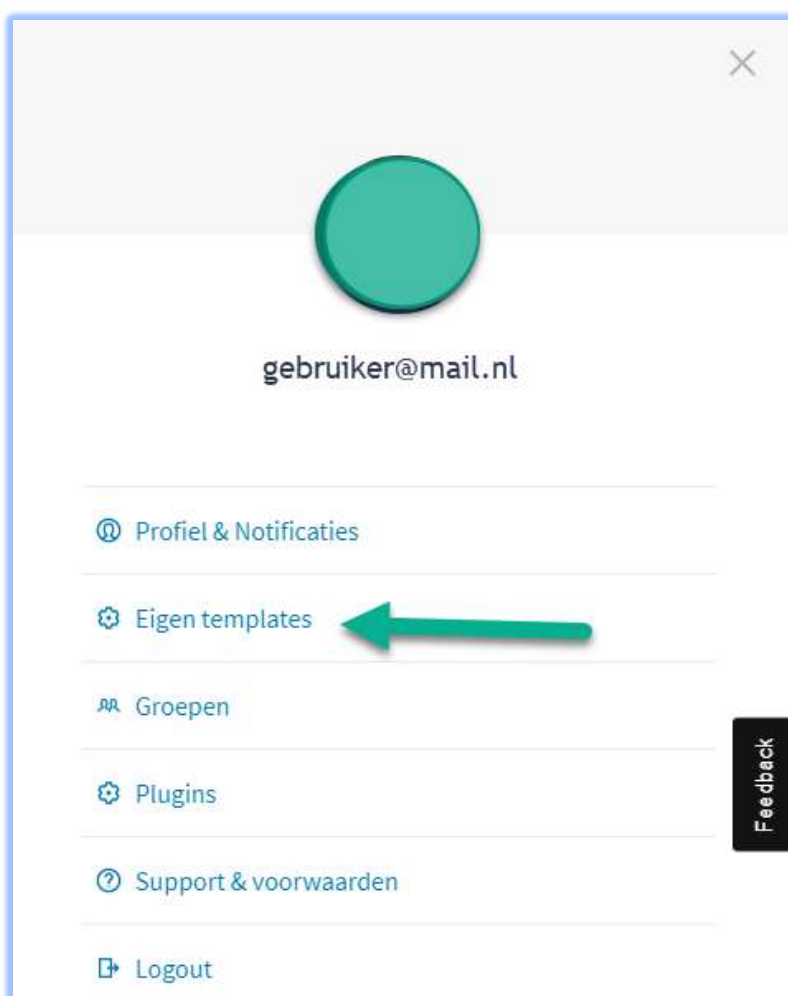 gebruiker@mail.nl
Profiel & Notificaties
Eigen templates
Groepen
Feedback
Plugins
Support & voorwaarden
Logout